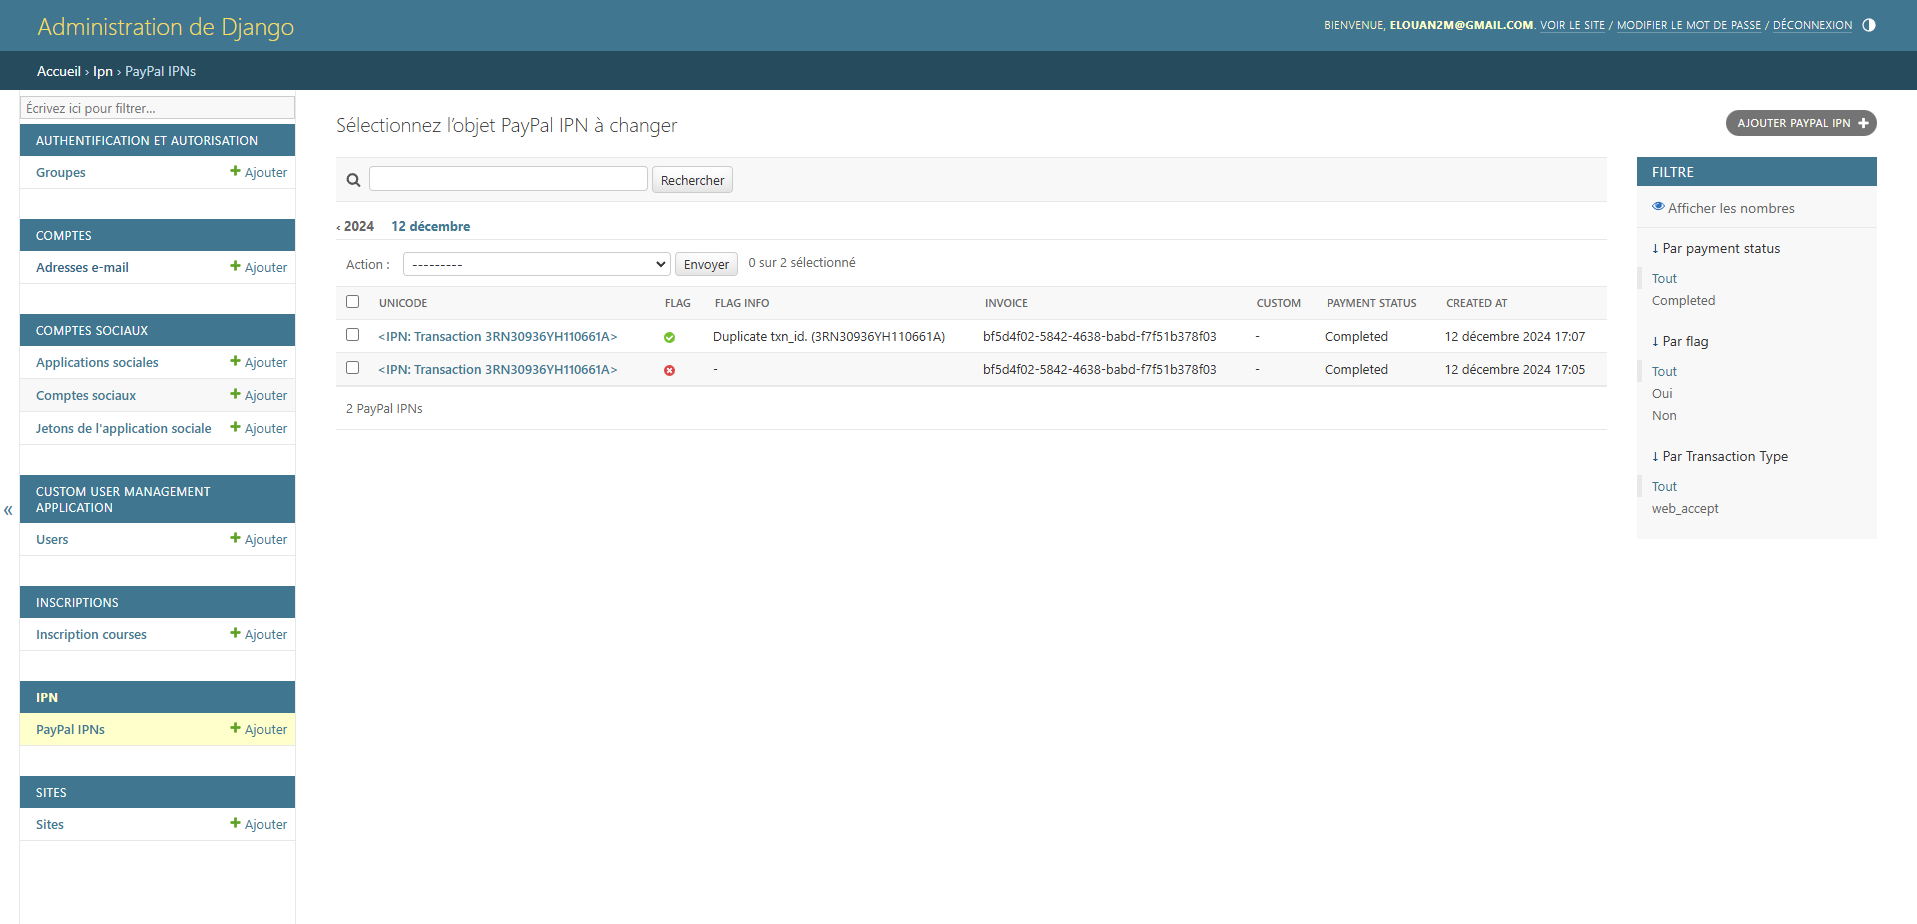 Administration de Django
BIENVENUE, ELOUAN2M@GMAIL.COM. VOIR LE SITE / MODIFIER LE MOT DE PASSE / DÉCONNEXION
Accueil › Ipn › PayPal IPNs
Écrivez ici pour filtrer…
AUTHENTIFICATION ET AUTORISATION
Groupes Ajouter
COMPTES
Adresses e-mail Ajouter
COMPTES SOCIAUX
Applications sociales Ajouter
Comptes sociaux Ajouter
Jetons de l'application sociale Ajouter
CUSTOM USER MANAGEMENT
APPLICATION
Users Ajouter
INSCRIPTIONS
Inscription courses Ajouter
IPN
PayPal IPNs Ajouter
SITES
Sites Ajouter
«
Sélectionnez l’objet PayPal IPN à changer
AJOUTER PAYPAL IPN
Rechercher
‹ 2024 12 décembre
Action : --------- Envoyer 0 sur 2 sélectionné
UNICODE FLAG FLAG INFO INVOICE CUSTOM PAYMENT STATUS CREATED AT
<IPN: Transaction 3RN30936YH110661A> Duplicate txn_id. (3RN30936YH110661A) bf5d4f02-5842-4638-babd-f7f51b378f03 - Completed 12 décembre 2024 17:07
<IPN: Transaction 3RN30936YH110661A> - bf5d4f02-5842-4638-babd-f7f51b378f03 - Completed 12 décembre 2024 17:05
2 PayPal IPNs
FILTRE
Afficher les nombres
↓ Par payment status
Tout
Completed
↓ Par flag
Tout
Oui
Non
↓ Par Transaction Type
Tout
web_accept